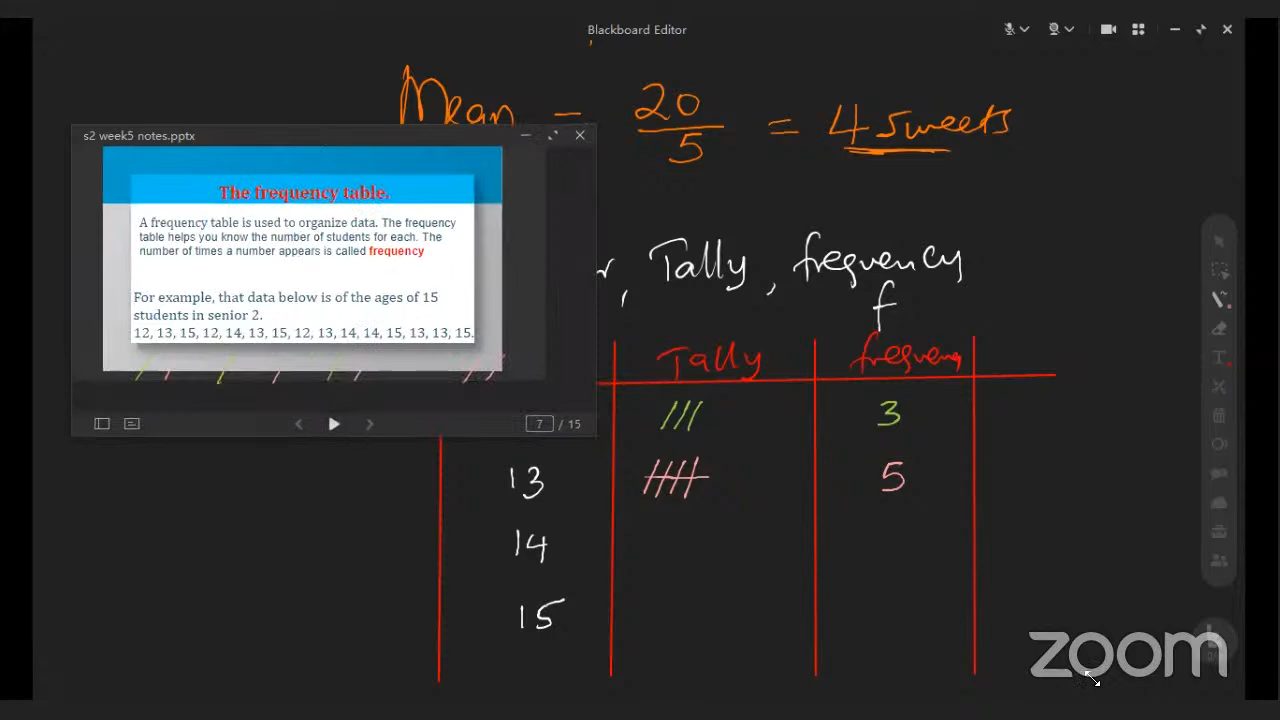 Blackboard Editor
Mean = 20/5 = 4 sweets
s2 week5 notes.pptx
The frequency table.
A frequency table is used to organize data. The frequency
table helps you know the number of students for each. The
number of times a number appears is called frequency
For example, that data below is of the ages of 15
students in senior 2.
12, 13, 15, 12, 14, 13, 15, 12, 13, 14, 14, 15, 13, 13, 15.
7 / 15
, Tally, frequency
f
Tally frequency
/// 3
13 5
14
15
zoom